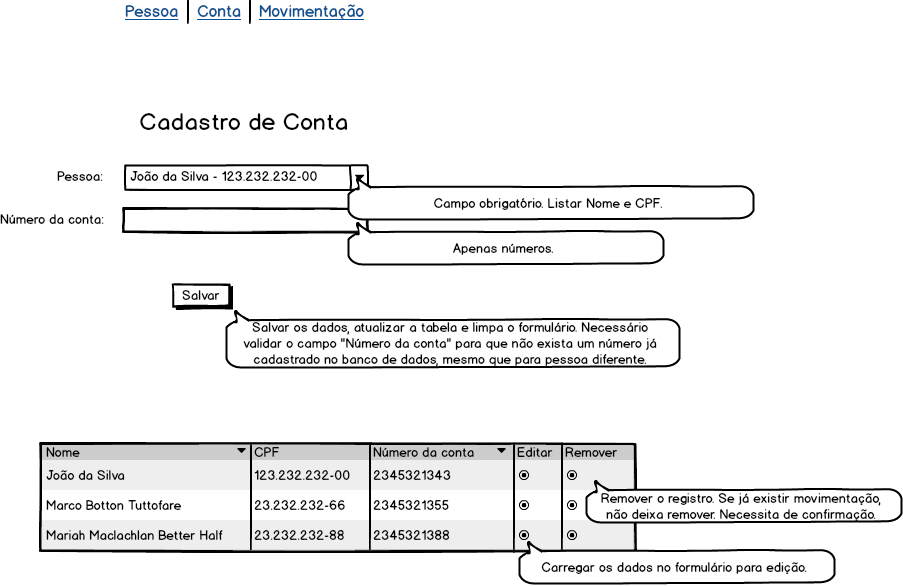 Pessoa Conta Movimentação
Cadastro de Conta
Pessoa: João da Silva - 123.232.232-00
Campo obrigatório. Listar Nome e CPF.
Número da conta:
Apenas números.
Salvar
Salvar os dados, atualizar a tabela e limpa o formulário. Necessário
validar o campo "Número da conta" para que não exista um número já
cadastrado no banco de dados, mesmo que para pessoa diferente.
Nome CPF Número da conta Editar Remover
João da Silva 123.232.232-00 2345321343
Marco Botton Tuttofare 23.232.232-66 2345321355
Remover o registro. Se já existir movimentação,
não deixa remover. Necessita de confirmação.
Mariah Maclachlan Better Half 23.232.232-88 2345321388
Carregar os dados no formulário para edição.